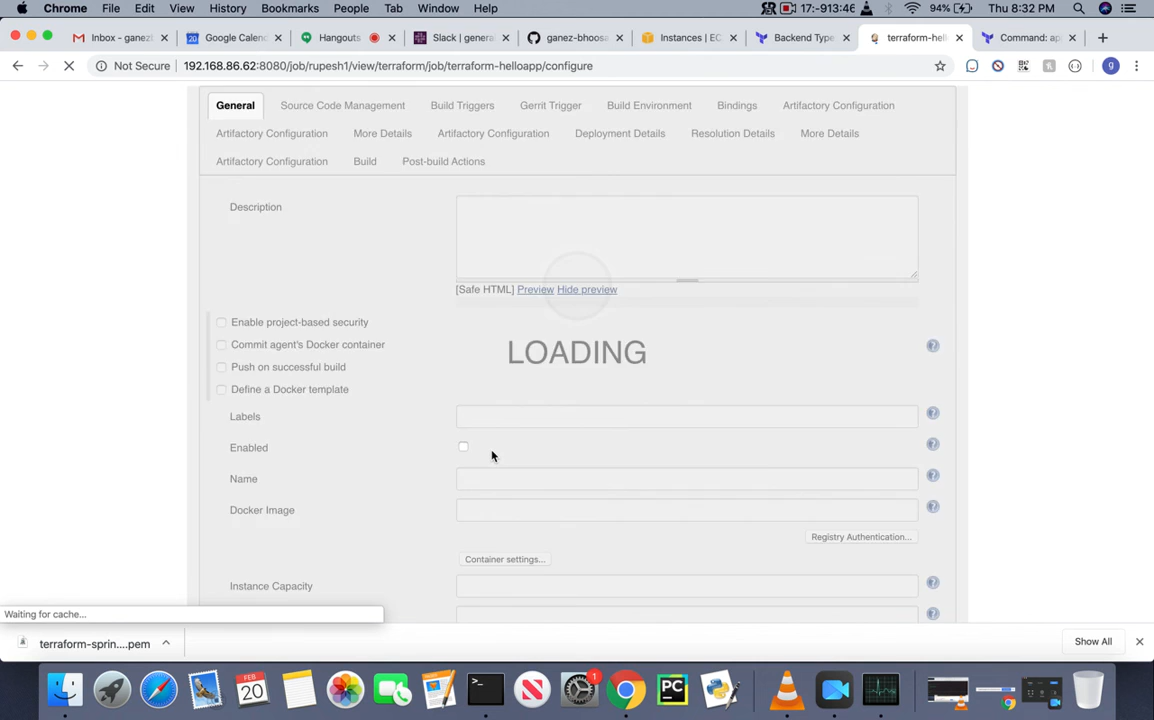 Chrome File Edit View History Bookmarks People Tab Window Help 17:-913:46 94% Thu 8:32 PM
Inbox - ganez Google Calen Hangouts Slack | genera ganez-bhoosa Instances | EC Backend Type terraform-hell Command: ap
Not Secure 192.168.86.62:8080/job/rupesh1/view/terraform/job/terraform-helloapp/configure g
General Source Code Management Build Triggers Gerrit Trigger Build Environment Bindings Artifactory Configuration
Artifactory Configuration More Details Artifactory Configuration Deployment Details Resolution Details More Details
Artifactory Configuration Build Post-build Actions
Description
[Safe HTML] Preview Hide preview
Enable project-based security
Commit agent's Docker container
LOADING
Push on successful build
Define a Docker template
Labels
Enabled
Name
Docker Image
Registry Authentication...
Container settings...
Instance Capacity
Waiting for cache...
terraform-sprin....pem Show All
FEB 20 >_ 1 PC